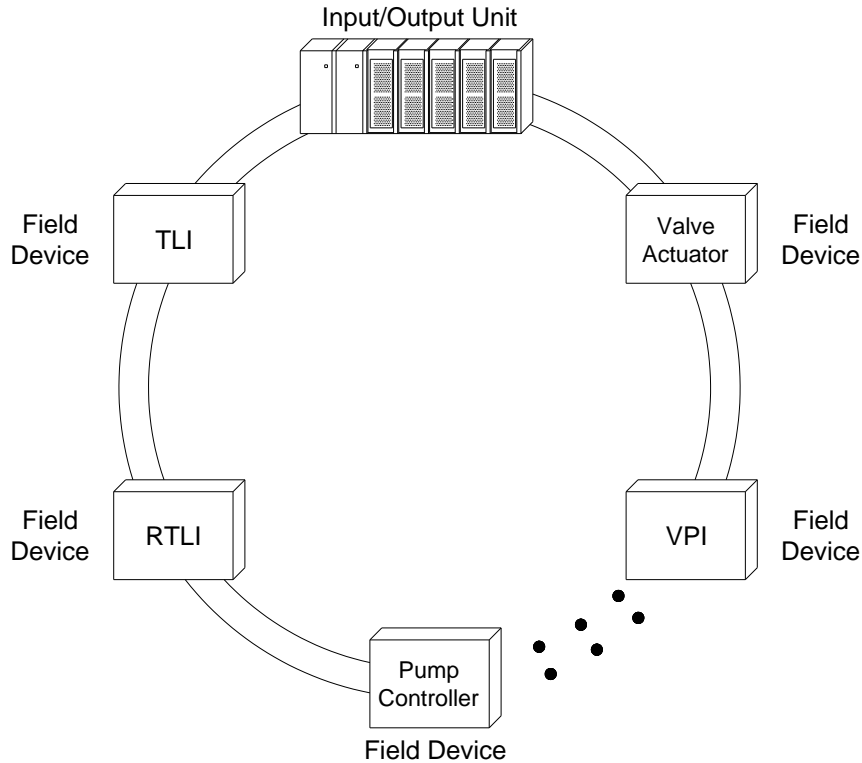 Input/Output Unit
Field
Device
TLI
Valve
Actuator
Field
Device
Field
Device
RTLI
VPI
Field
Device
Pump
Controller
Field Device